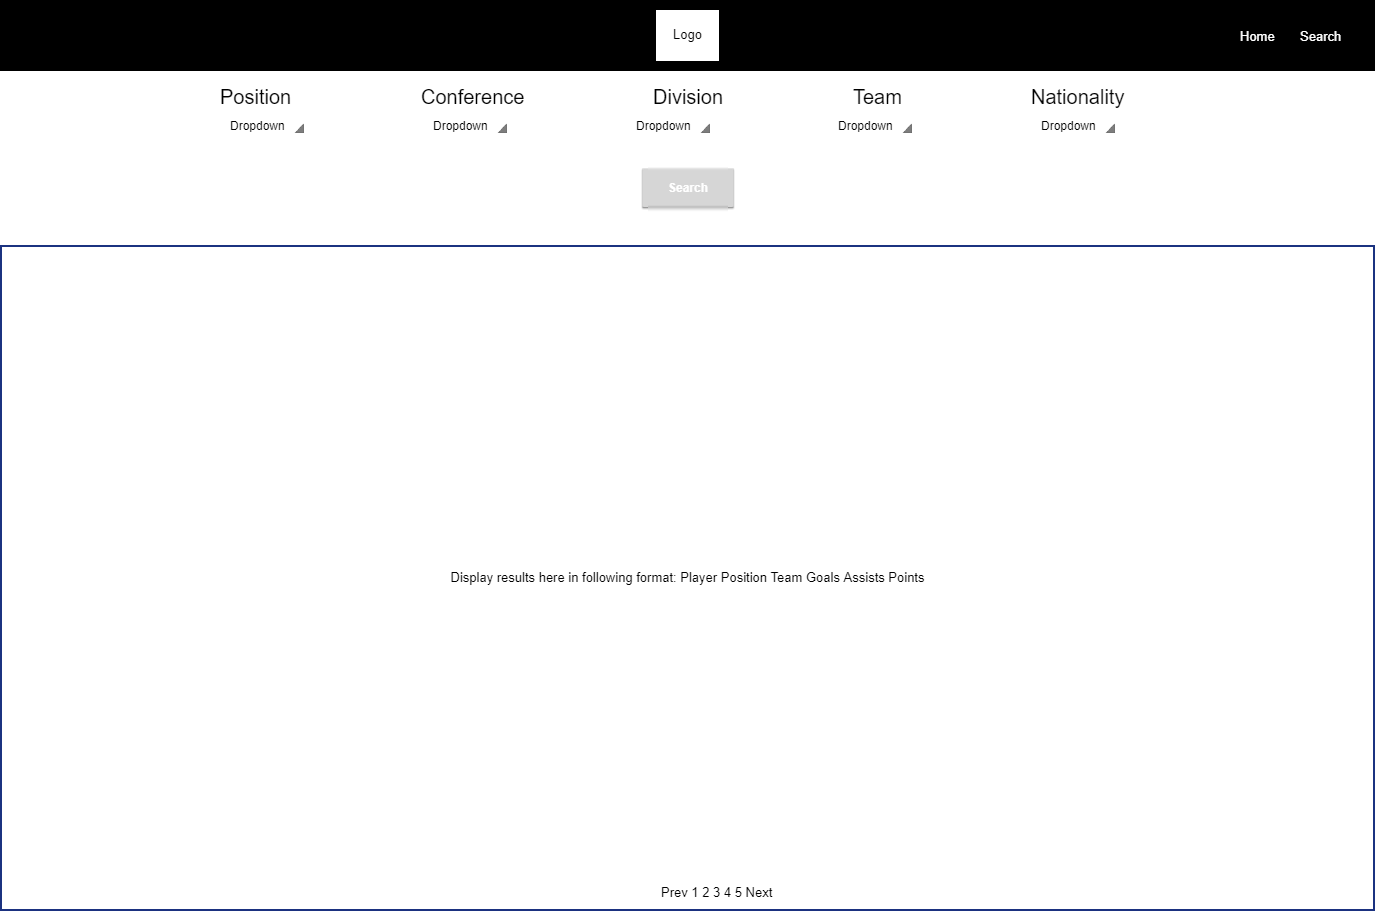 Logo
Home Search
Position Conference Division Team Nationality
Dropdown Dropdown Dropdown Dropdown Dropdown
Search
Display results here in following format: Player Position Team Goals Assists Points
Prev 1 2 3 4 5 Next